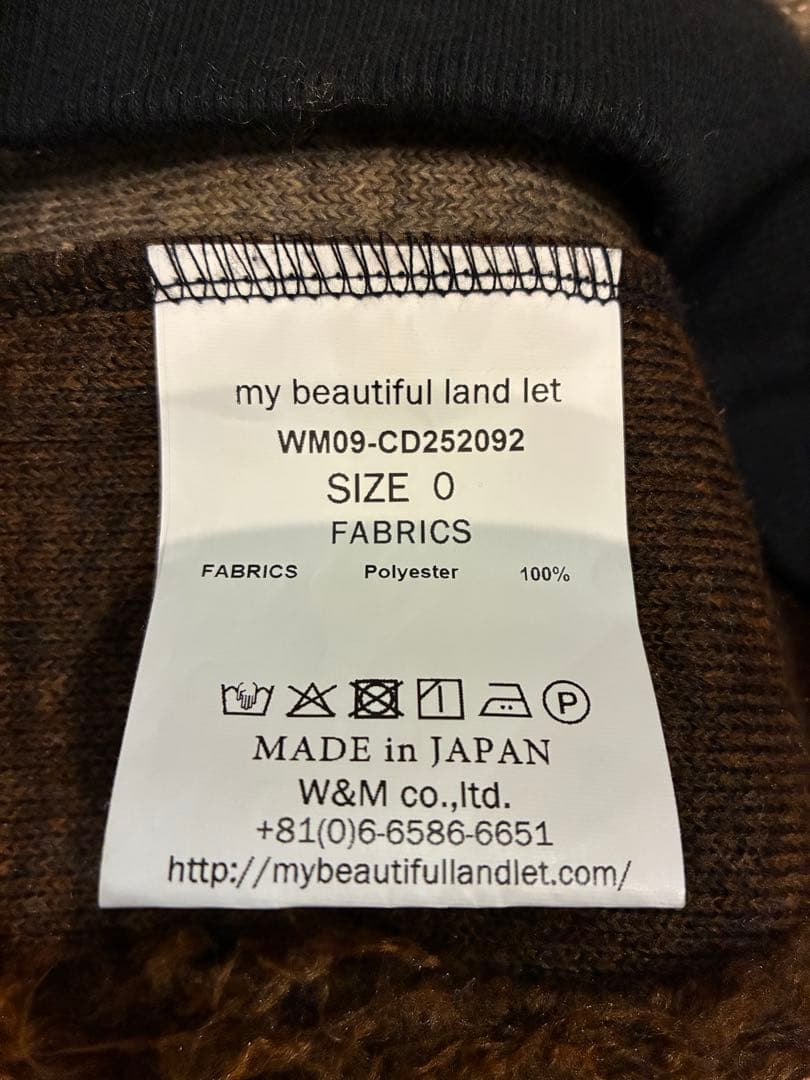 my beautiful land let
WM09-CD252092
SIZE 0
FABRICS
FABRICS Polyester 100%
P
MADE in JAPAN
W&M co.,ltd.
+81(0)6-6586-6651
http://mybeautifullandlet.com/